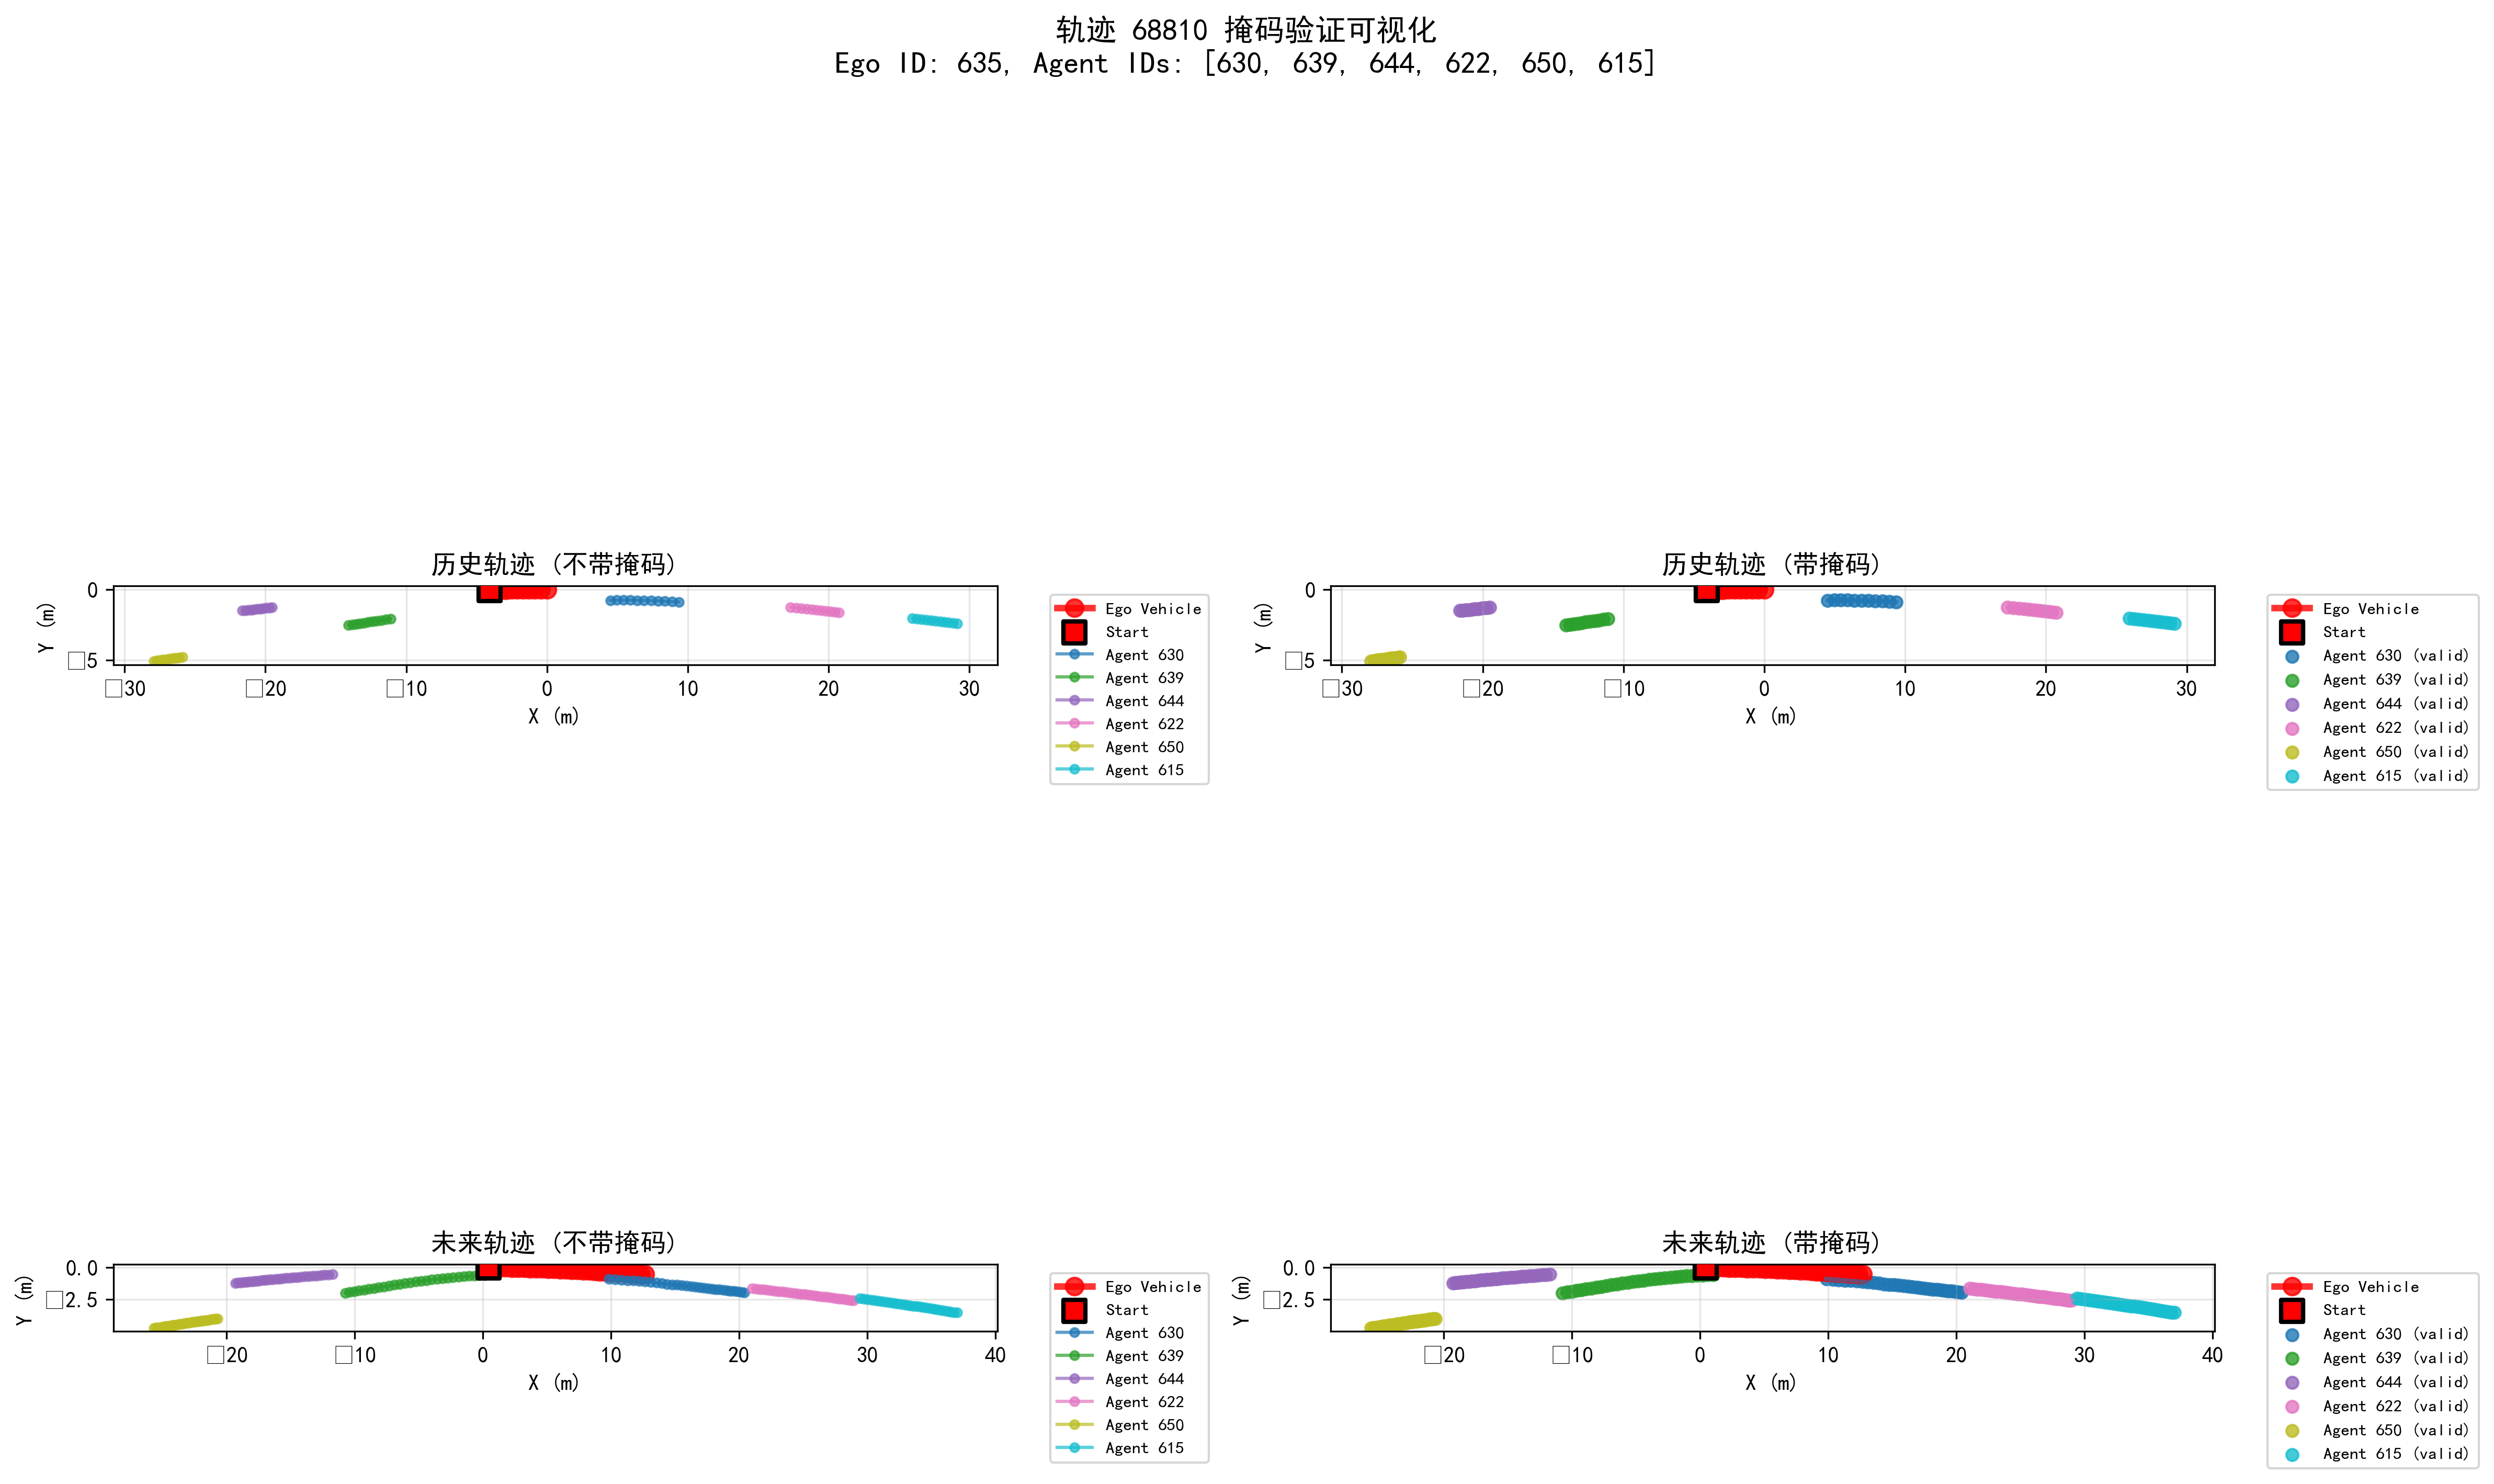 轨迹 68810 掩码验证可视化
Ego ID: 635, Agent IDs: [630, 639, 644, 622, 650, 615]
历史轨迹 (不带掩码)
0
□5
Y (m)
□30 □20 □10 0 10 20 30
X (m)
Ego Vehicle
Start
Agent 630
Agent 639
Agent 644
Agent 622
Agent 650
Agent 615
历史轨迹 (带掩码)
0
□5
Y (m)
□30 □20 □10 0 10 20 30
X (m)
Ego Vehicle
Start
Agent 630 (valid)
Agent 639 (valid)
Agent 644 (valid)
Agent 622 (valid)
Agent 650 (valid)
Agent 615 (valid)
未来轨迹 (不带掩码)
0.0
□2.5
Y (m)
□20 □10 0 10 20 30 40
X (m)
Ego Vehicle
Start
Agent 630
Agent 639
Agent 644
Agent 622
Agent 650
Agent 615
未来轨迹 (带掩码)
0.0
□2.5
Y (m)
□20 □10 0 10 20 30 40
X (m)
Ego Vehicle
Start
Agent 630 (valid)
Agent 639 (valid)
Agent 644 (valid)
Agent 622 (valid)
Agent 650 (valid)
Agent 615 (valid)